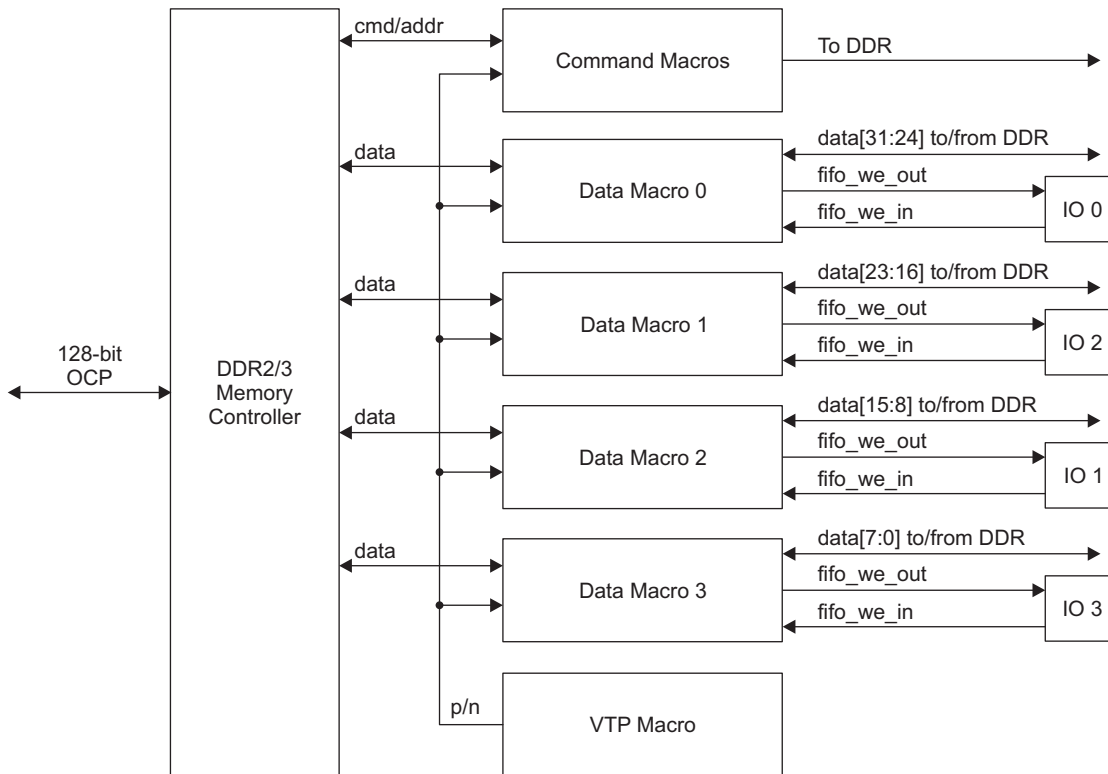 cmd/addr
Command Macros
To DDR
data
Data Macro 0
data[31:24] to/from DDR
fifo_we_out
fifo_we_in
IO 0
data
Data Macro 1
data[23:16] to/from DDR
fifo_we_out
fifo_we_in
IO 2
128-bit
OCP
DDR2/3
Memory
Controller
data
Data Macro 2
data[15:8] to/from DDR
fifo_we_out
fifo_we_in
IO 1
data
Data Macro 3
data[7:0] to/from DDR
fifo_we_out
fifo_we_in
IO 3
p/n
VTP Macro